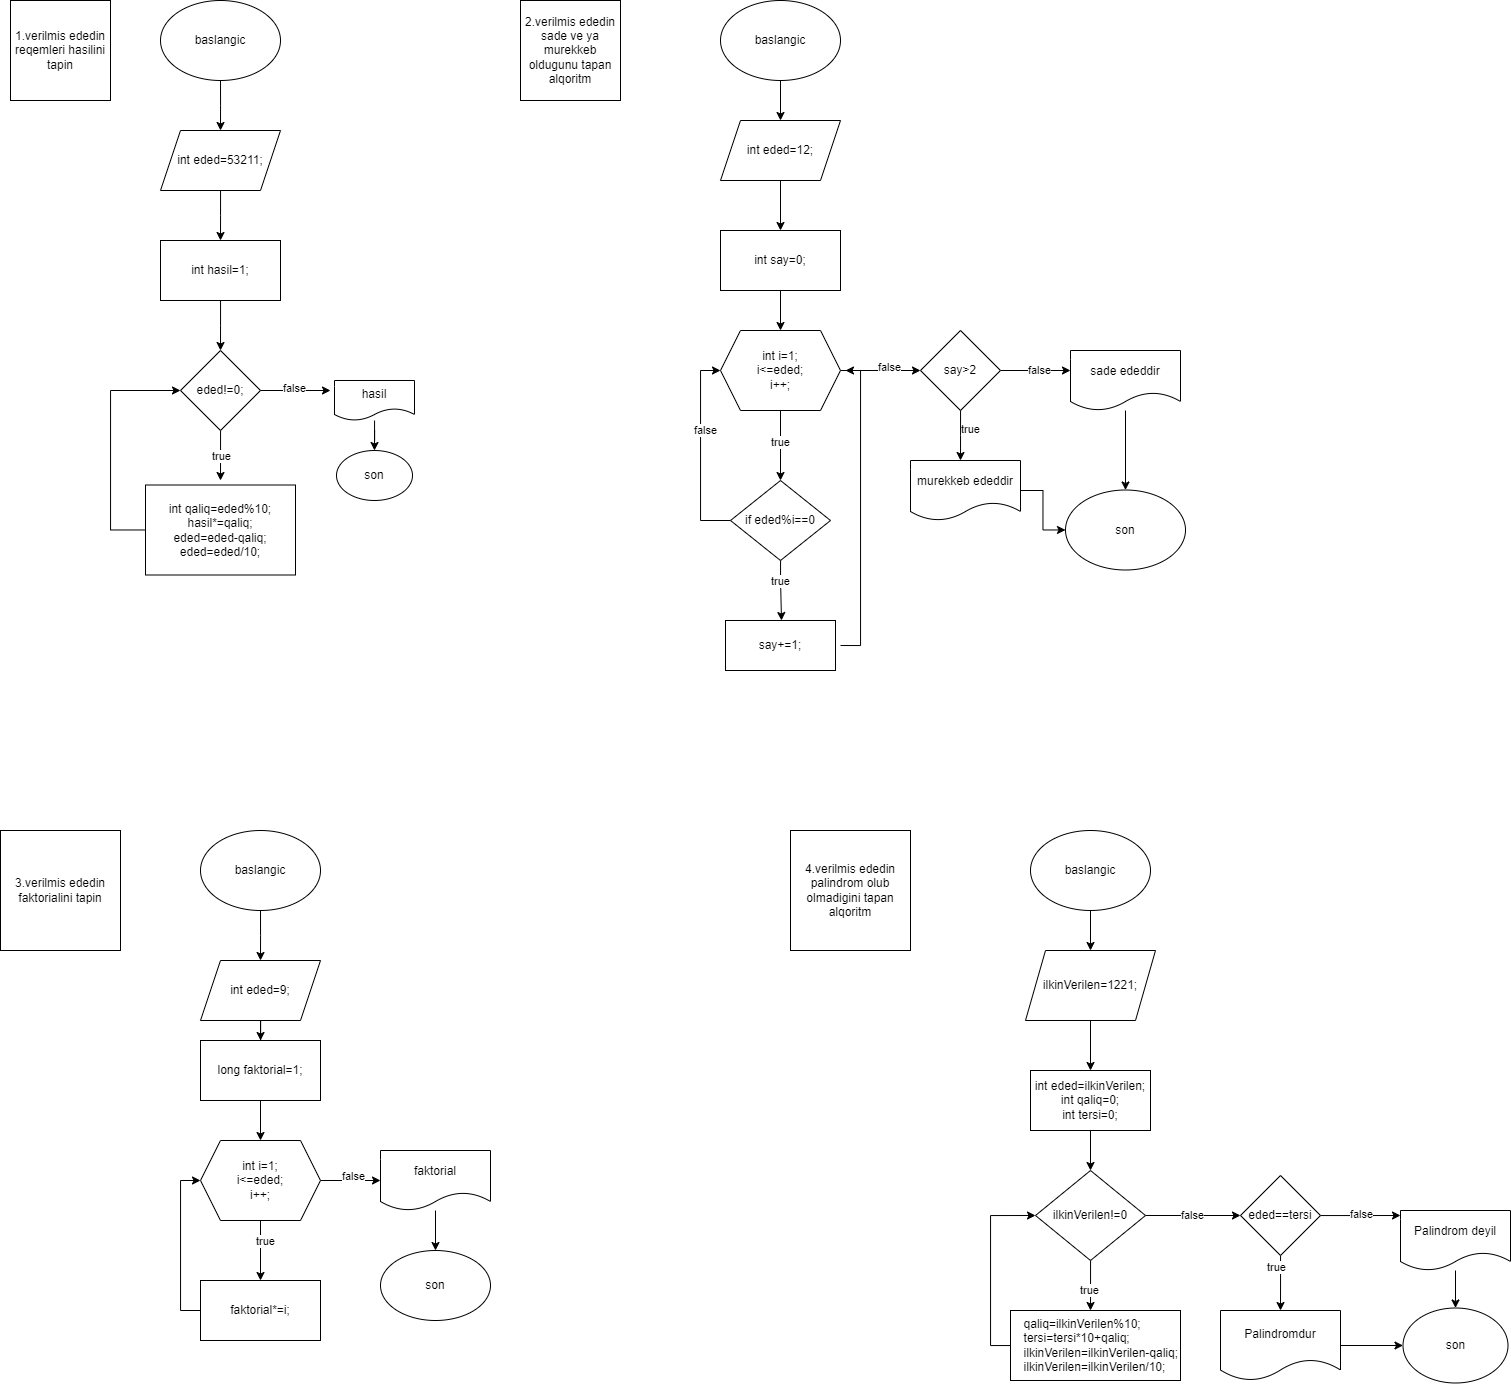 1.verilmis ededin
reqemleri hasilini
tapin
baslangic
int eded=53211;
int hasil=1;
eded!=0;
false
hasil
son
true
int qaliq=eded%10;
hasil*=qaliq;
eded=eded-qaliq;
eded=eded/10;
2.verilmis ededin
sade ve ya
murekkeb
oldugunu tapan
alqoritm
baslangic
int eded=12;
int say=0;
int i=1;
i<=eded;
i++;
false
say>2
false
sade ededdir
true
murekkeb ededdir
son
false
true
if eded%i==0
true
say+=1;
3.verilmis ededin
faktorialini tapin
baslangic
int eded=9;
long faktorial=1;
int i=1;
i<=eded;
i++;
false
faktorial
son
true
faktorial*=i;
4.verilmis ededin
palindrom olub
olmadigini tapan
alqoritm
baslangic
ilkinVerilen=1221;
int eded=ilkinVerilen;
int qaliq=0;
int tersi=0;
ilkinVerilen!=0
false
eded==tersi
false
Palindrom deyil
true
Palindromdur
son
true
qaliq=ilkinVerilen%10;
tersi=tersi*10+qaliq;
ilkinVerilen=ilkinVerilen-qaliq;
ilkinVerilen=ilkinVerilen/10;